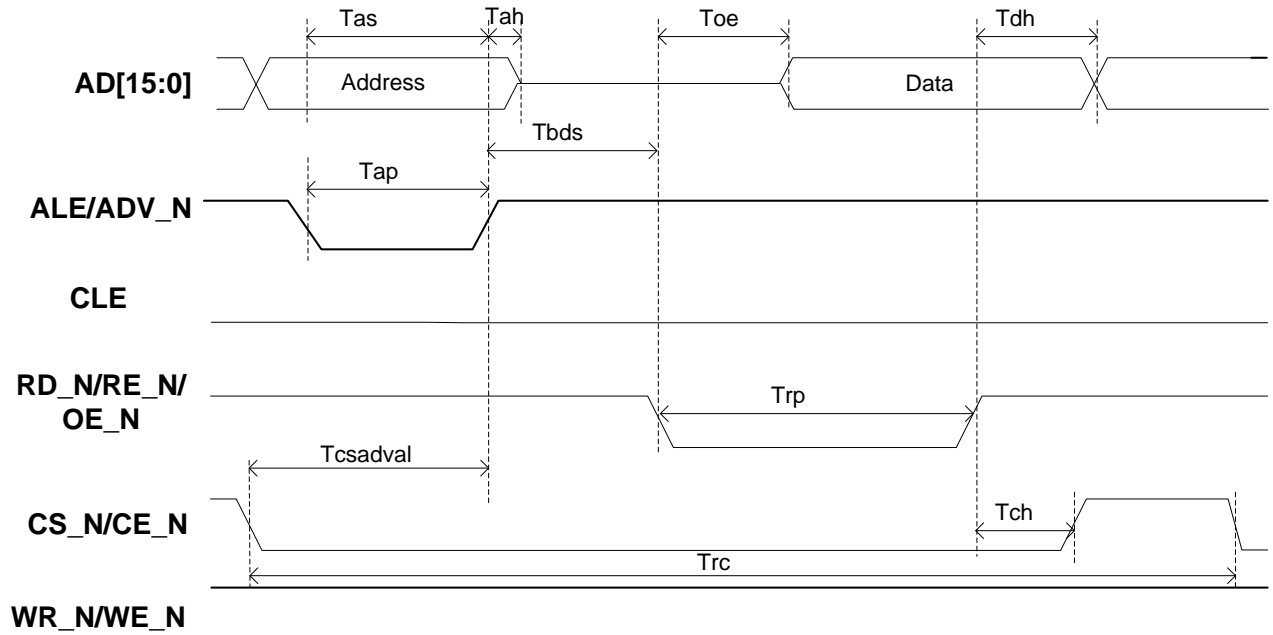 Tas
Tah
Toe
Tdh
AD[15:0]
Address
Data
Tbds
Tap
ALE/ADV_N
CLE
RD_N/RE_N/
OE_N
Trp
Tcsadval
CS_N/CE_N
Tch
Trc
WR_N/WE_N